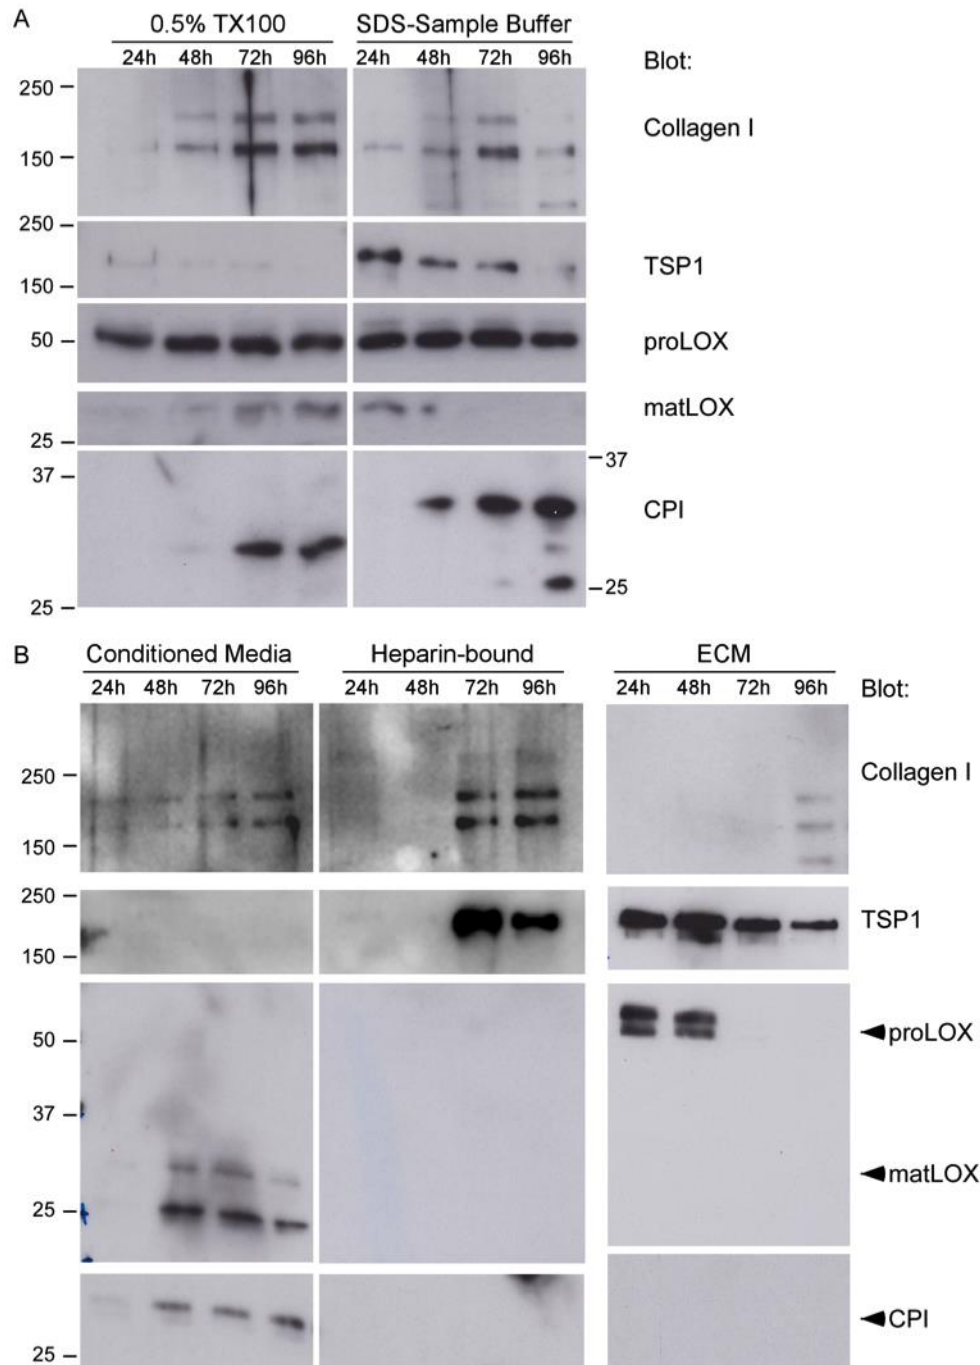 A
0.5% TX100 SDS-Sample Buffer
24h 48h 72h 96h 24h 48h 72h 96h
Blot:
250
Collagen I
150
250
TSP1
150
50
proLOX
matLOX
25
37
37
CPI
25
25
B
Conditioned Media Heparin-bound ECM
24h 48h 72h 96h 24h 48h 72h 96h 24h 48h 72h 96h
Blot:
250
Collagen I
150
250
TSP1
150
50
proLOX
37
matLOX
25
CPI
25